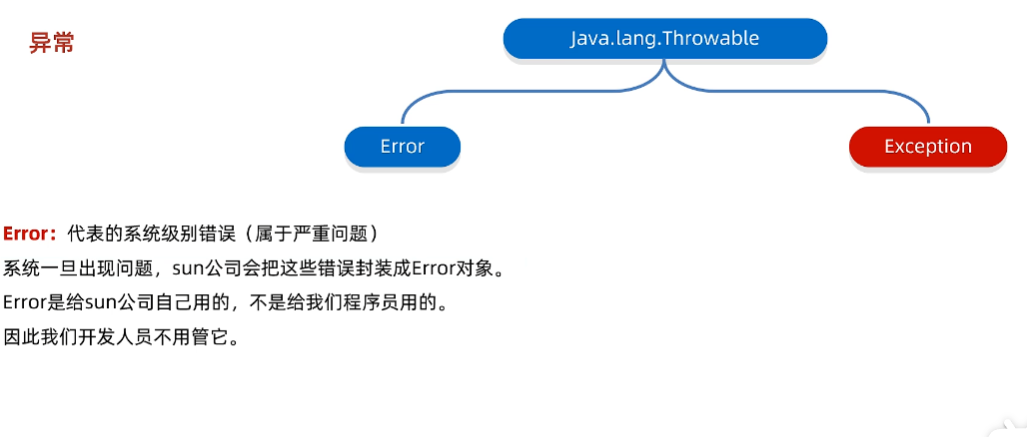 异常
Java.lang.Throwable
Error
Exception
Error：代表的系统级别错误（属于严重问题）
系统一旦出现问题，sun公司会把这些错误封装成Error对象。
Error是给sun公司自己用的，不是给我们程序员用的。
因此我们开发人员不用管它。